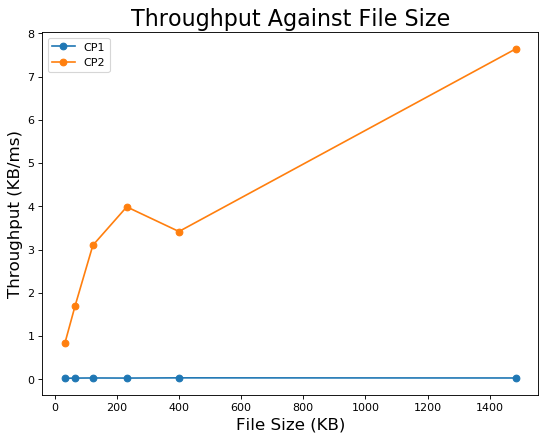 Throughput Against File Size
CP1
CP2
Throughput (KB/ms)
8
7
6
5
4
3
2
1
0
0 200 400 600 800 1000 1200 1400
File Size (KB)